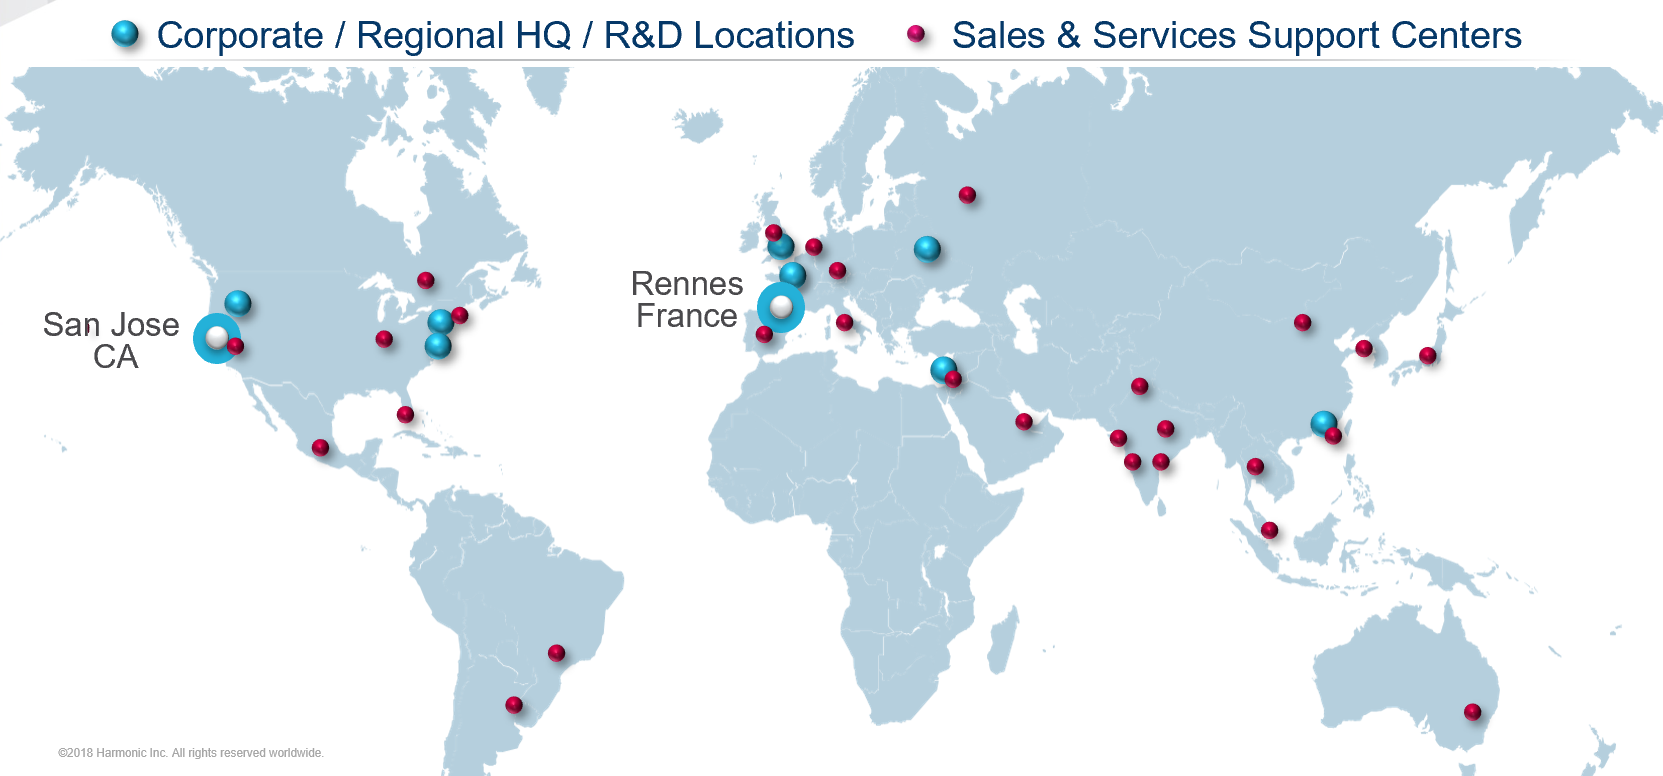 Corporate / Regional HQ / R&D Locations
Sales & Services Support Centers
Rennes
France
San Jose
CA
©2018 Harmonic Inc. All rights reserved worldwide.